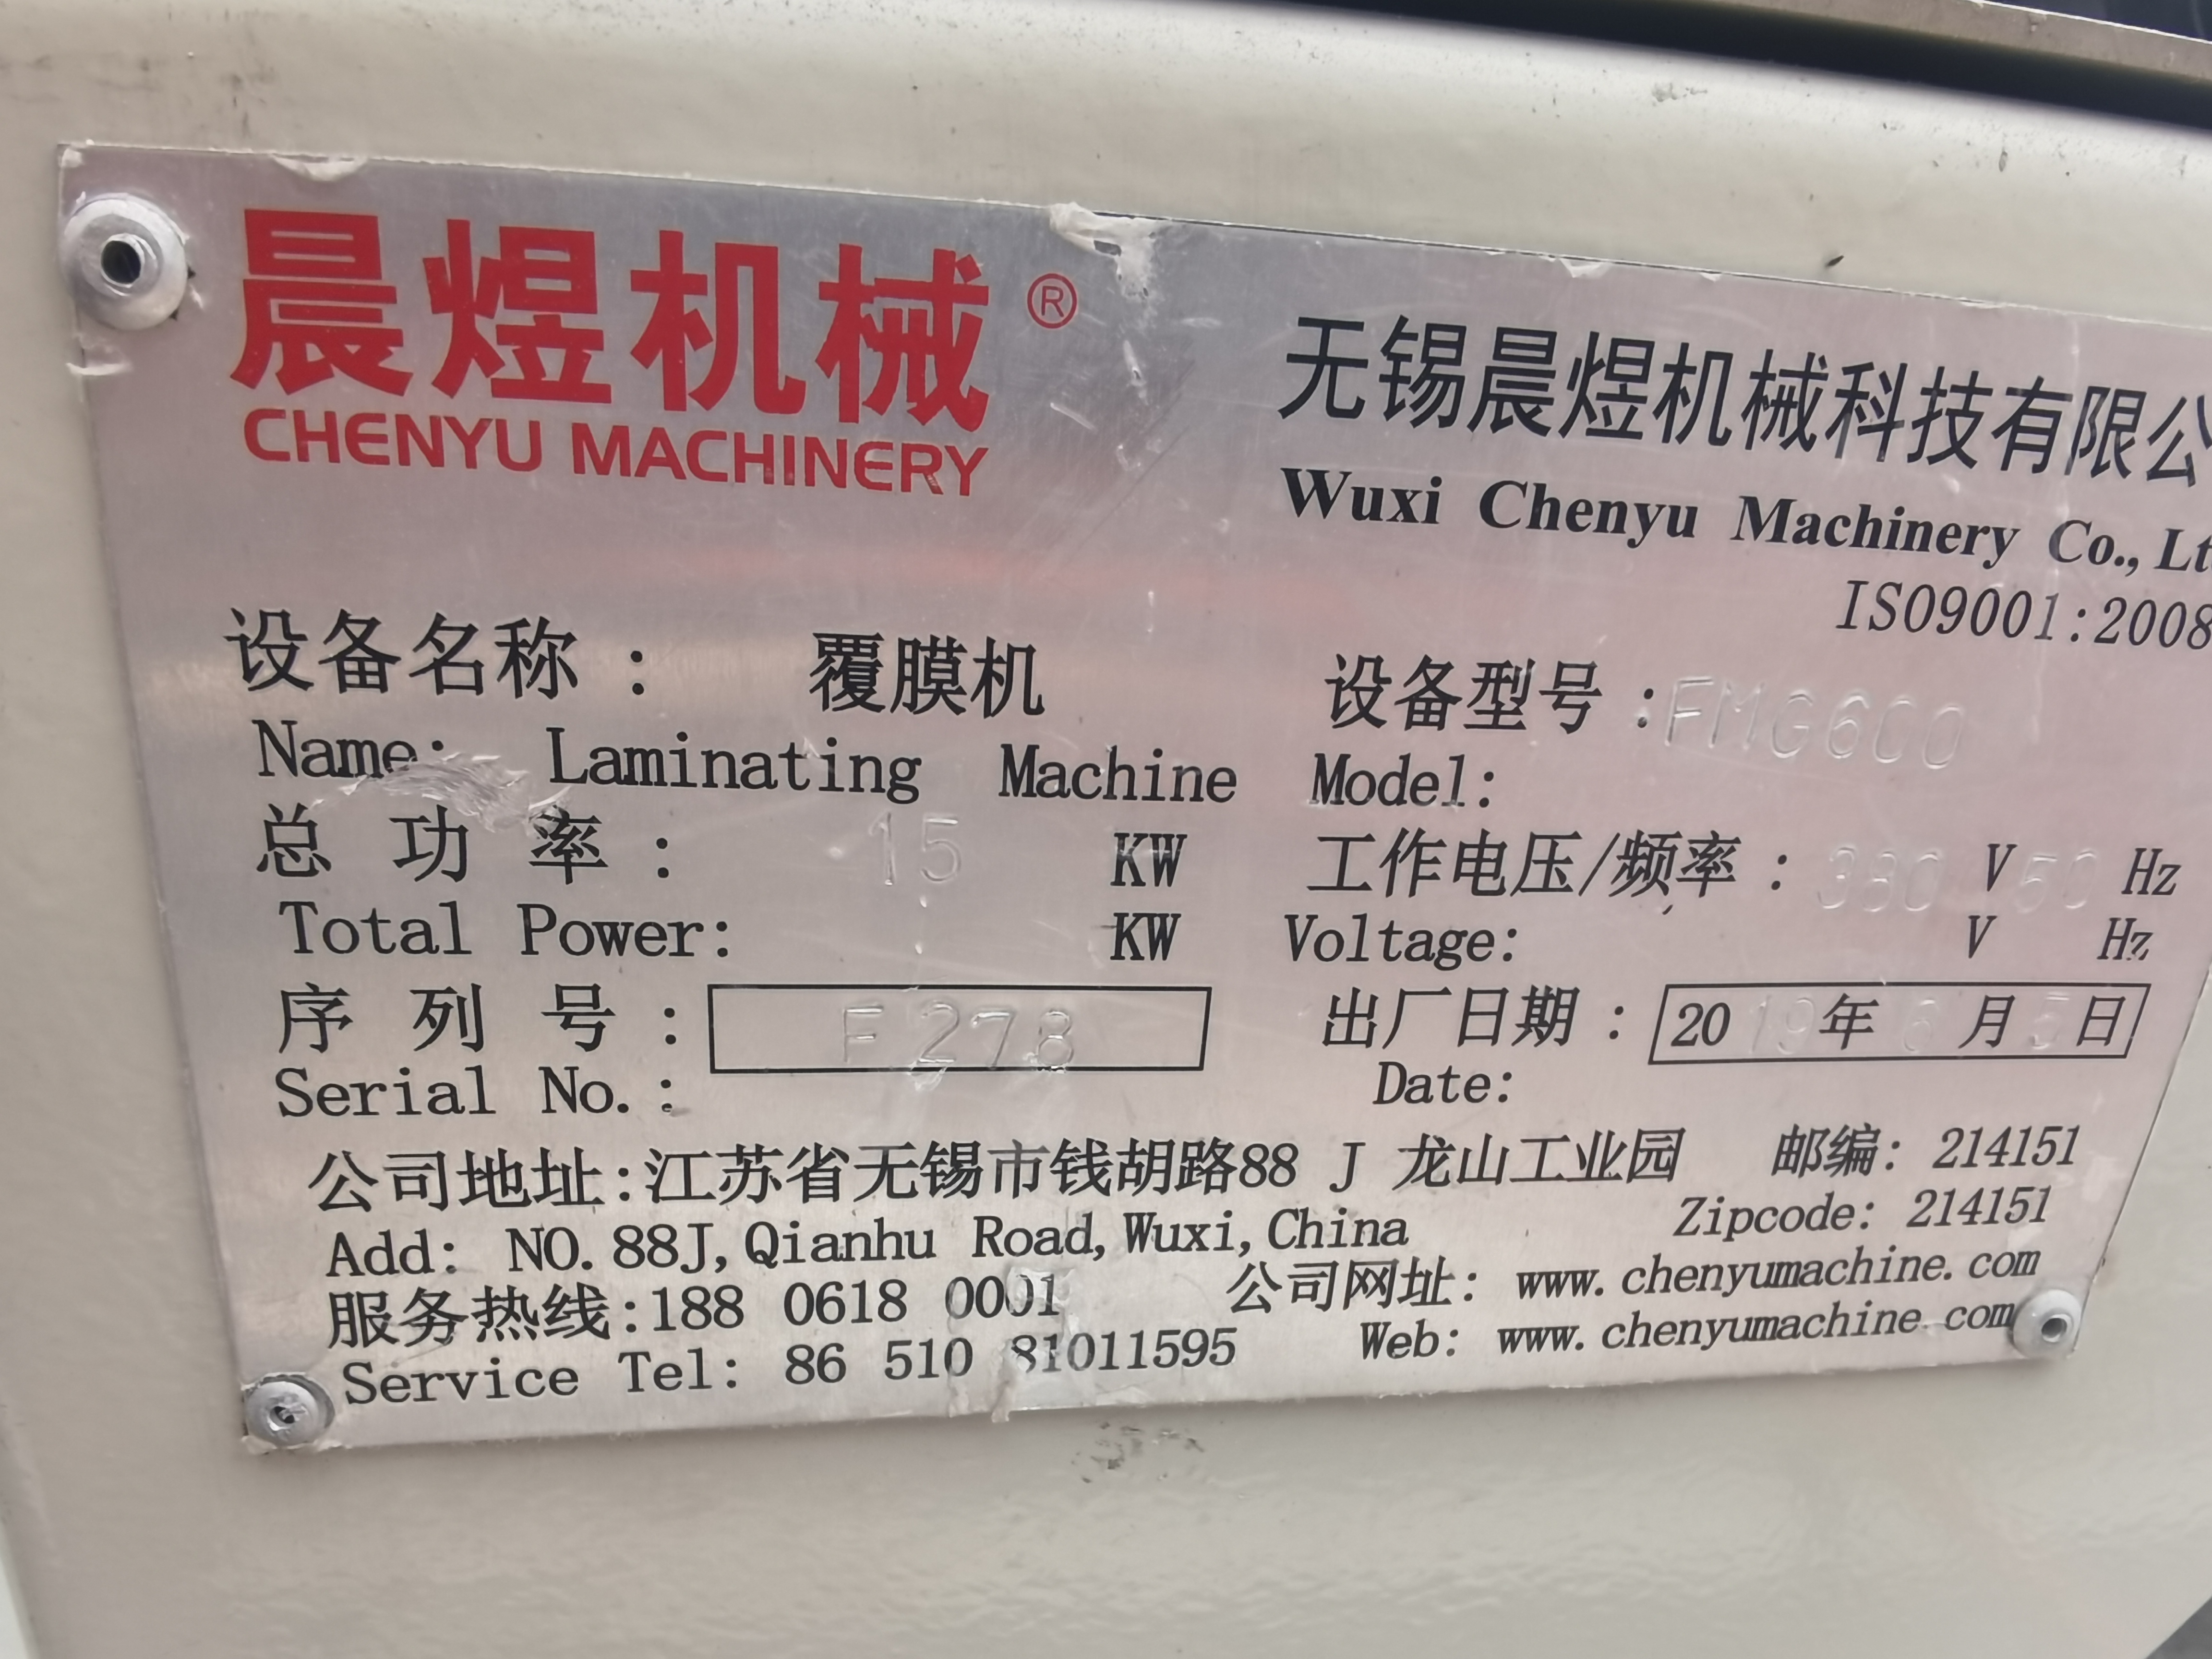 晨煜机械®
CHENYU MACHINERY
无锡晨煜机械科技有限公
Wuxi Chenyu Machinery Co., Lt
ISO9001:2008
设备名称： 覆膜机
Name: Laminating Machine
设备型号：FMG600
Model:
总功率： 15 KW
Total Power: KW
工作电压/频率：380 V 50 Hz
Voltage: V Hz
序列号： F278
Serial No.:
出厂日期：2019年6月5日
Date:
公司地址:江苏省无锡市钱胡路88 J 龙山工业园 邮编: 214151
Add: NO.88J,Qianhu Road,Wuxi,China Zipcode: 214151
服务热线:188 0618 0001 公司网址: www.chenyumachine.com
Service Tel: 86 510 81011595 Web: www.chenyumachine.com